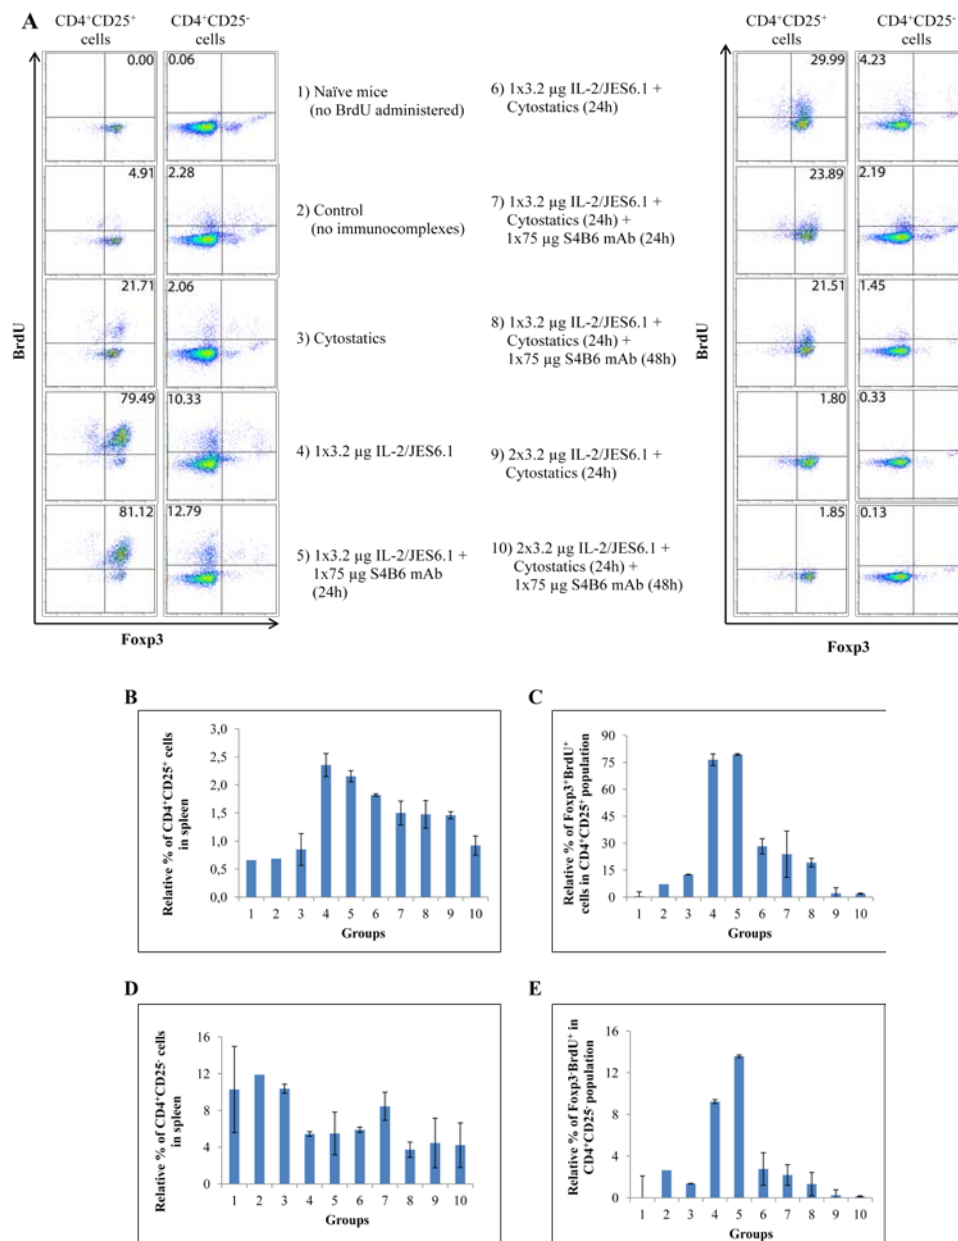 A
CD4⁺CD25⁺
cells
CD4⁺CD25⁻
cells
0.00
0.06
4.91
2.28
21.71
2.06
79.49
10.33
81.12
12.79
BrdU
Foxp3
1) Naïve mice
(no BrdU administered)
2) Control
(no immunocomplexes)
3) Cytostatics
4) 1x3.2 µg IL-2/JES6.1
5) 1x3.2 µg IL-2/JES6.1 +
1x75 µg S4B6 mAb
(24h)
6) 1x3.2 µg IL-2/JES6.1 +
Cytostatics (24h)
7) 1x3.2 µg IL-2/JES6.1 +
Cytostatics (24h) +
1x75 µg S4B6 mAb (24h)
8) 1x3.2 µg IL-2/JES6.1 +
Cytostatics (24h) +
1x75 µg S4B6 mAb (48h)
9) 2x3.2 µg IL-2/JES6.1 +
Cytostatics (24h)
10) 2x3.2 µg IL-2/JES6.1 +
Cytostatics (24h) +
1x75 µg S4B6 mAb (48h)
CD4⁺CD25⁺
cells
CD4⁺CD25⁻
cells
29.99
4.23
23.89
2.19
21.51
1.45
1.80
0.33
1.85
0.13
BrdU
Foxp3
B
Relative % of CD4⁺CD25⁺ cells
in spleen
3,0
2,5
2,0
1,5
1,0
0,5
0,0
1 2 3 4 5 6 7 8 9 10
Groups
C
Relative % of Foxp3⁺BrdU⁺
cells in CD4⁺CD25⁺ population
90
75
60
45
30
15
0
1 2 3 4 5 6 7 8 9 10
Groups
D
Relative % of CD4⁺CD25⁻ cells
in spleen
16
12
8
4
0
1 2 3 4 5 6 7 8 9 10
Groups
E
Relative % of Foxp3⁻BrdU⁺ in
CD4⁺CD25⁻ population
16
12
8
4
0
1 2 3 4 5 6 7 8 9 10
Groups